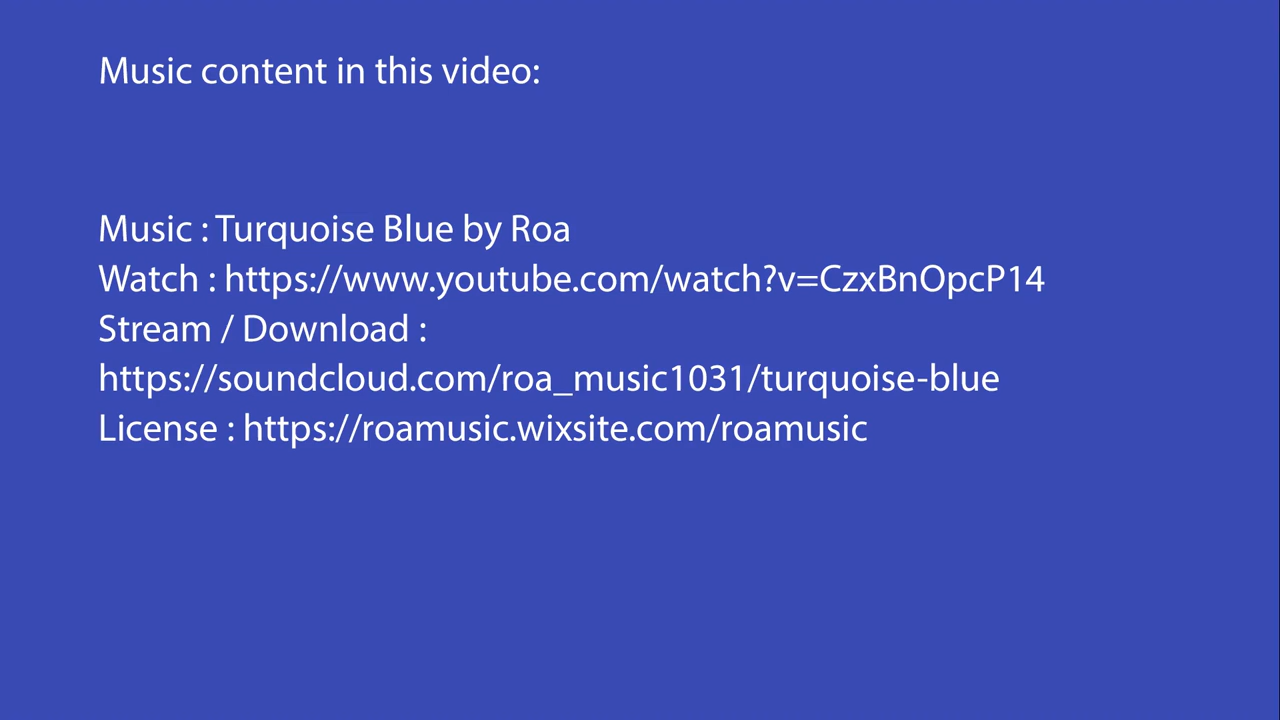 Music content in this video:
Music : Turquoise Blue by Roa
Watch : https://www.youtube.com/watch?v=CzxBnOpcP14
Stream / Download :
https://soundcloud.com/roa_music1031/turquoise-blue
License : https://roamusic.wixsite.com/roamusic